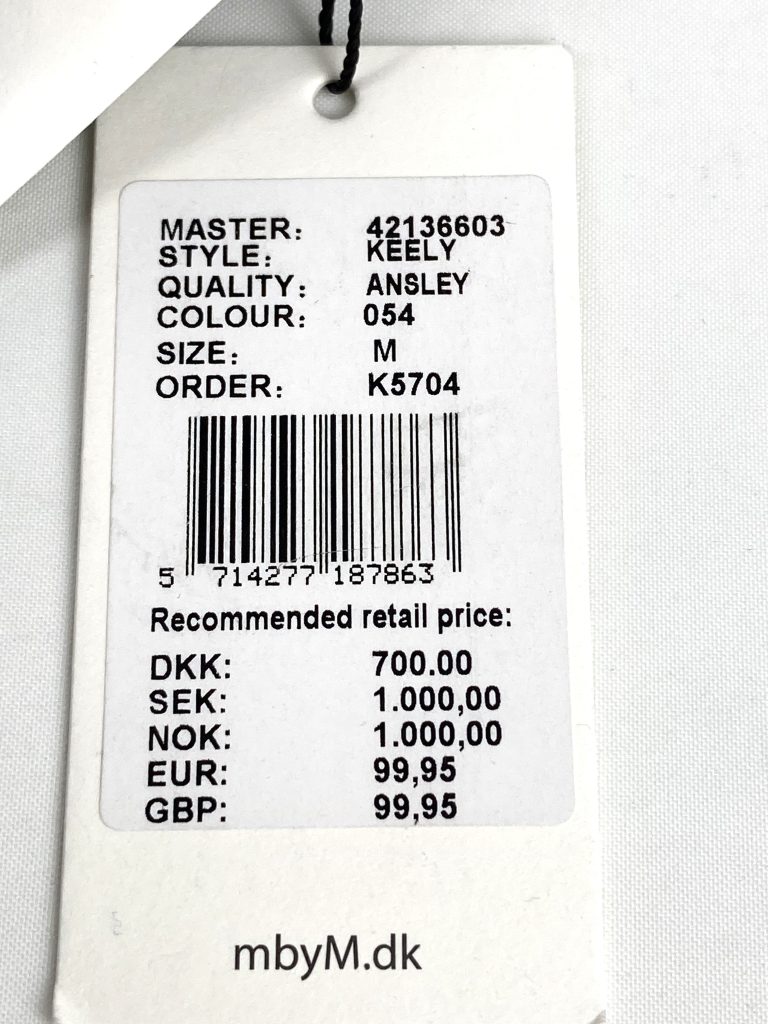 MASTER: 42136603
STYLE: KEELY
QUALITY: ANSLEY
COLOUR: 054
SIZE: M
ORDER: K5704
5 714277 187863
Recommended retail price:
DKK: 700.00
SEK: 1.000,00
NOK: 1.000,00
EUR: 99,95
GBP: 99,95
mbyM.dk